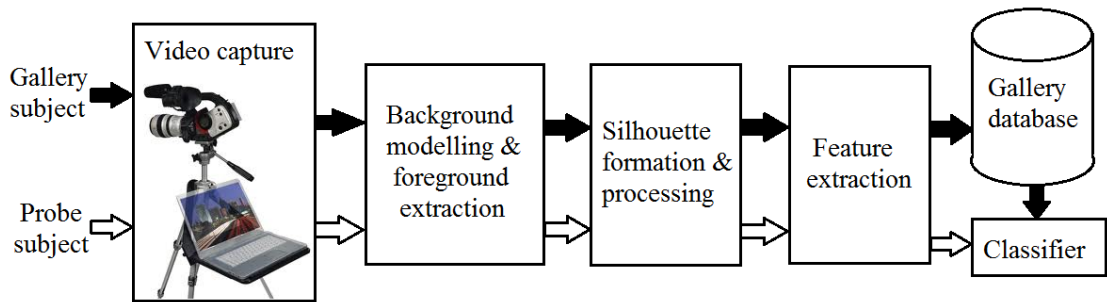 Gallery
subject
Probe
subject
Video capture
Background
modelling &
foreground
extraction
Silhouette
formation &
processing
Feature
extraction
Gallery
database
Classifier